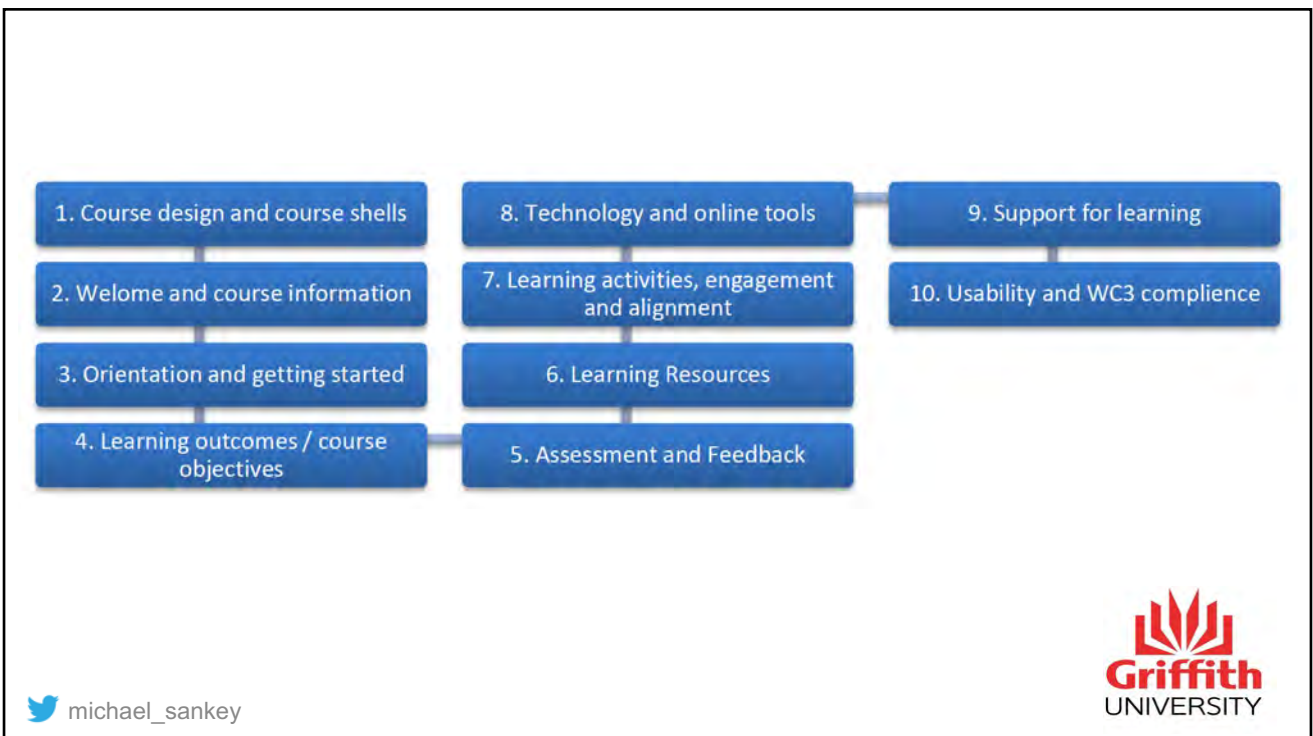 1. Course design and course shells
2. Welome and course information
3. Orientation and getting started
4. Learning outcomes / course
objectives
5. Assessment and Feedback
6. Learning Resources
7. Learning activities, engagement
and alignment
8. Technology and online tools
9. Support for learning
10. Usability and WC3 complience
michael_sankey
Griffith
UNIVERSITY